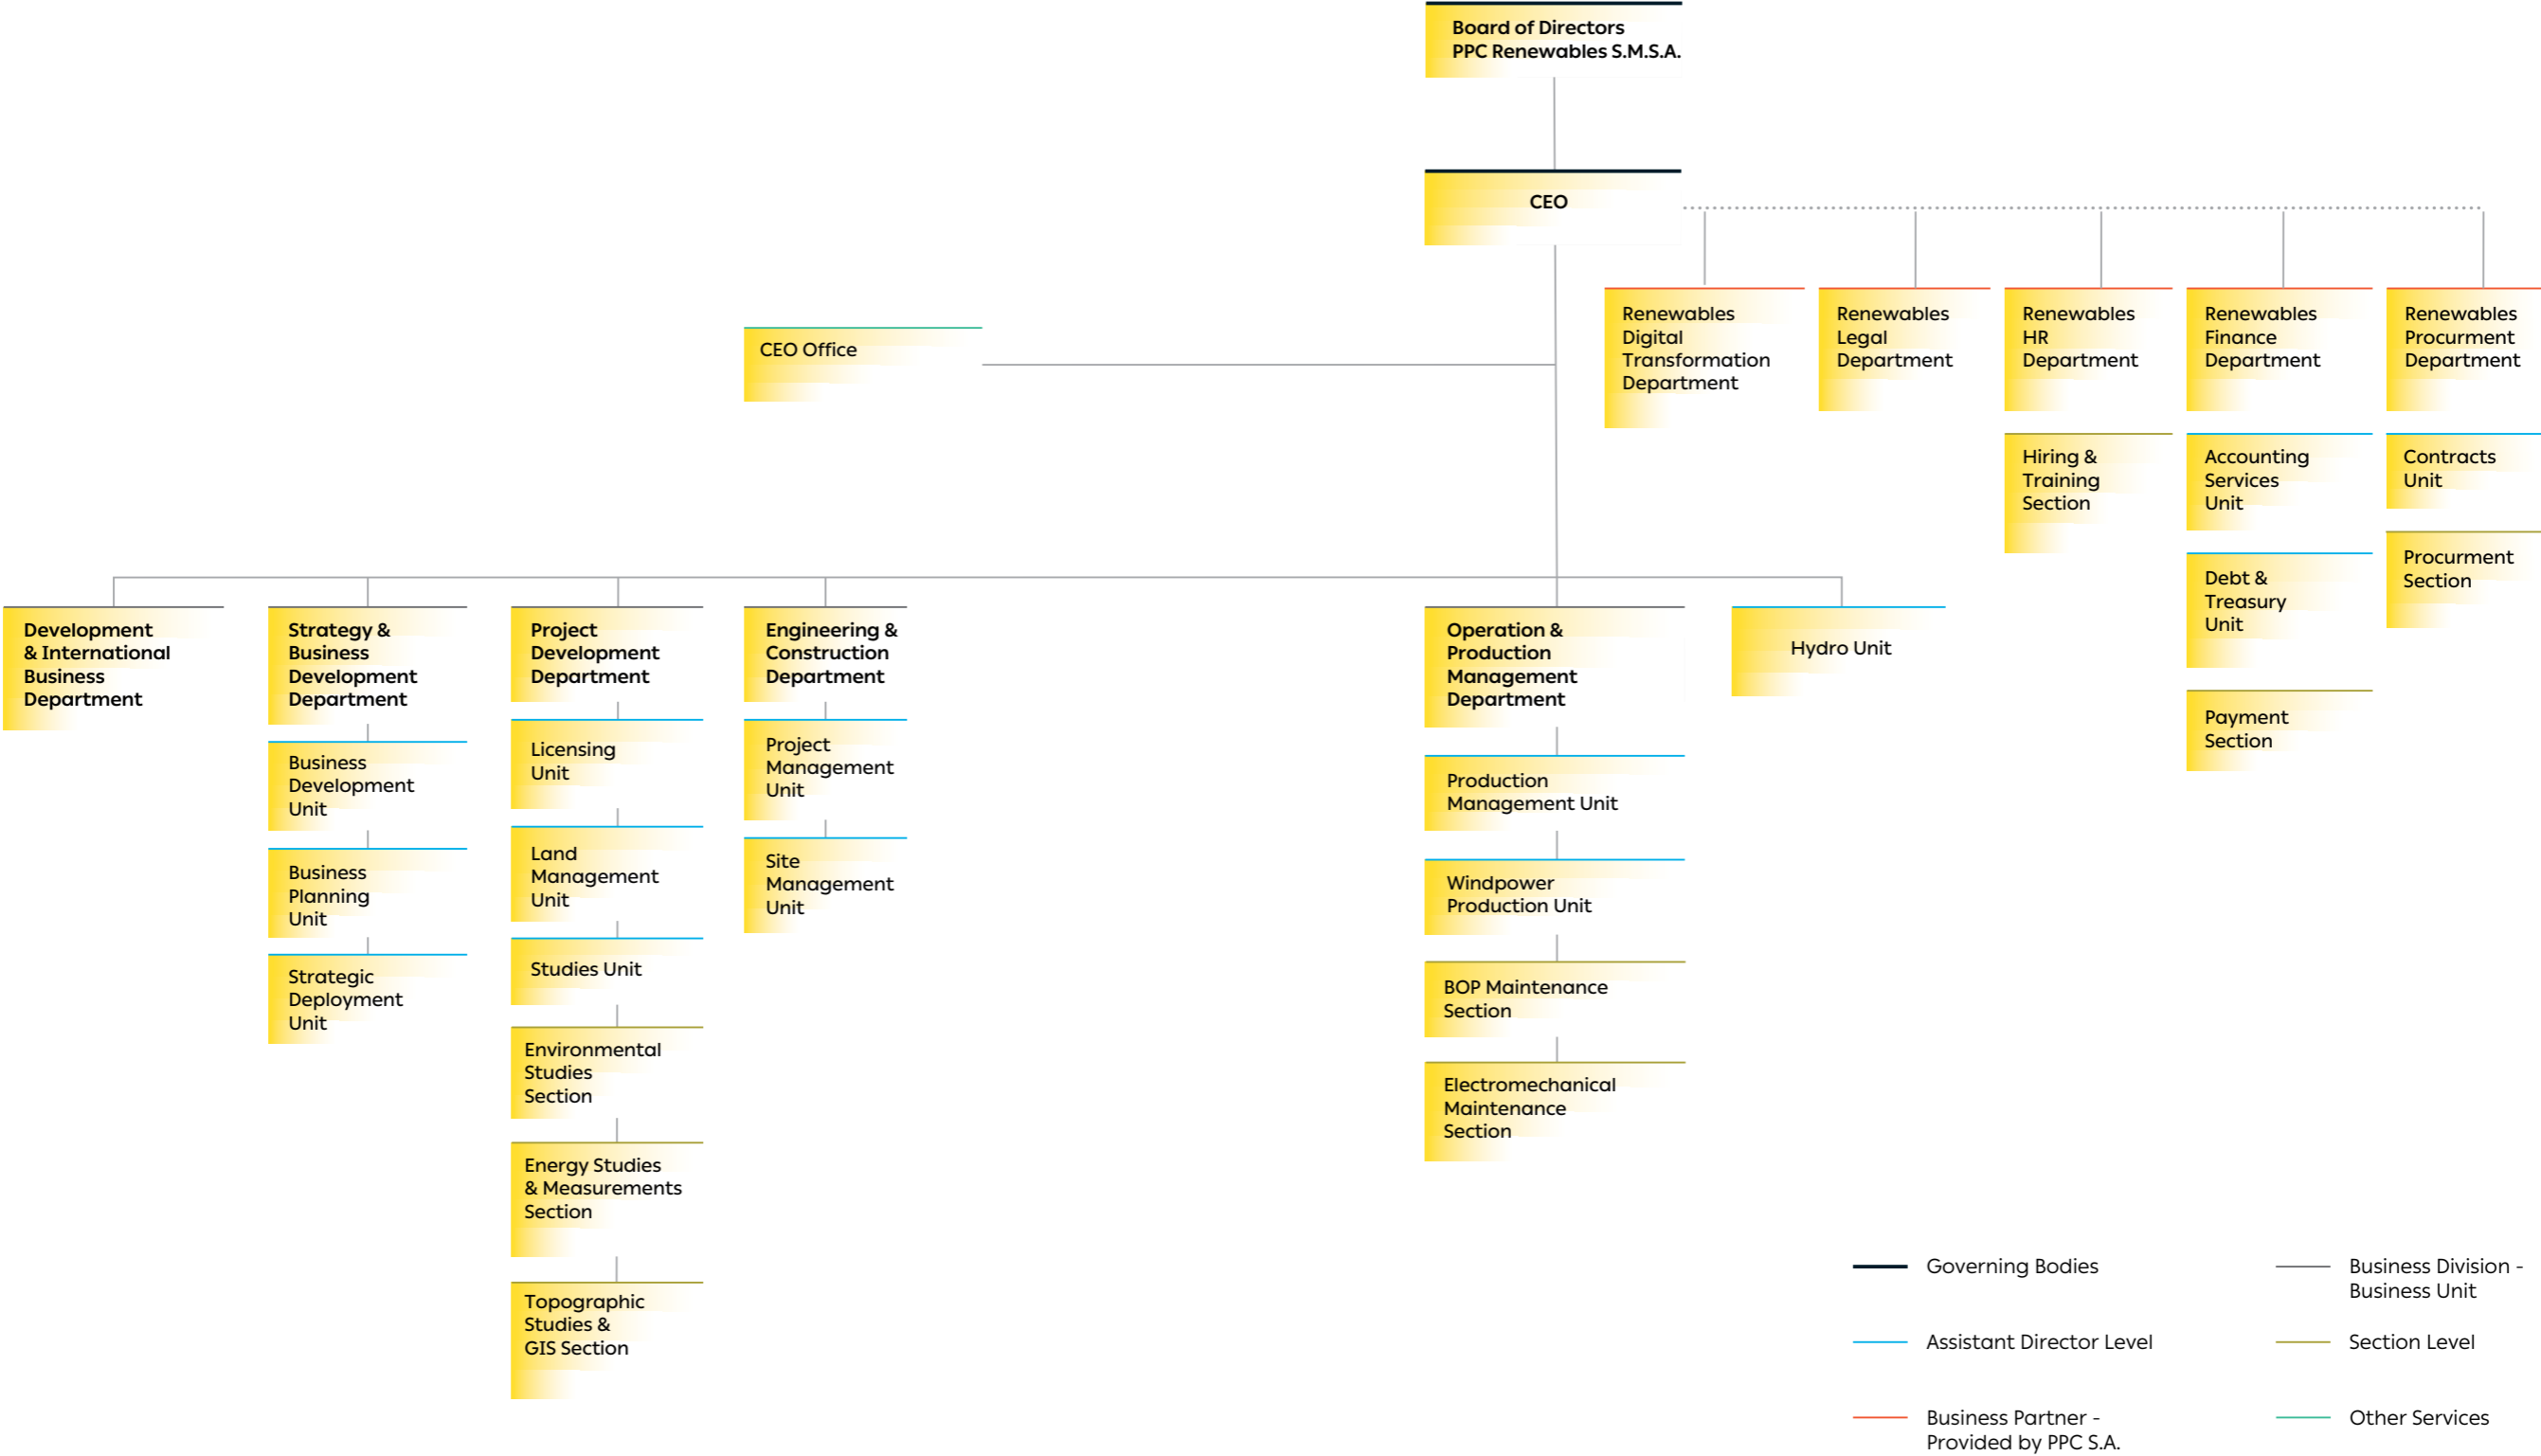 Board of Directors
PPC Renewables S.M.S.A.
CEO
CEO Office
Renewables
Digital
Transformation
Department
Renewables
Legal
Department
Renewables
HR
Department
Renewables
Finance
Department
Renewables
Procurment
Department
Hiring &
Training
Section
Accounting
Services
Unit
Contracts
Unit
Debt &
Treasury
Unit
Procurment
Section
Payment
Section
Development
& International
Business
Department
Strategy &
Business
Development
Department
Business
Development
Unit
Business
Planning
Unit
Strategic
Deployment
Unit
Project
Development
Department
Licensing
Unit
Land
Management
Unit
Studies Unit
Environmental
Studies
Section
Energy Studies
& Measurements
Section
Topographic
Studies &
GIS Section
Engineering &
Construction
Department
Project
Management
Unit
Site
Management
Unit
Operation &
Production
Management
Department
Production
Management Unit
Windpower
Production Unit
BOP Maintenance
Section
Electromechanical
Maintenance
Section
Hydro Unit
Governing Bodies
Business Division -
Business Unit
Assistant Director Level
Section Level
Business Partner -
Provided by PPC S.A.
Other Services